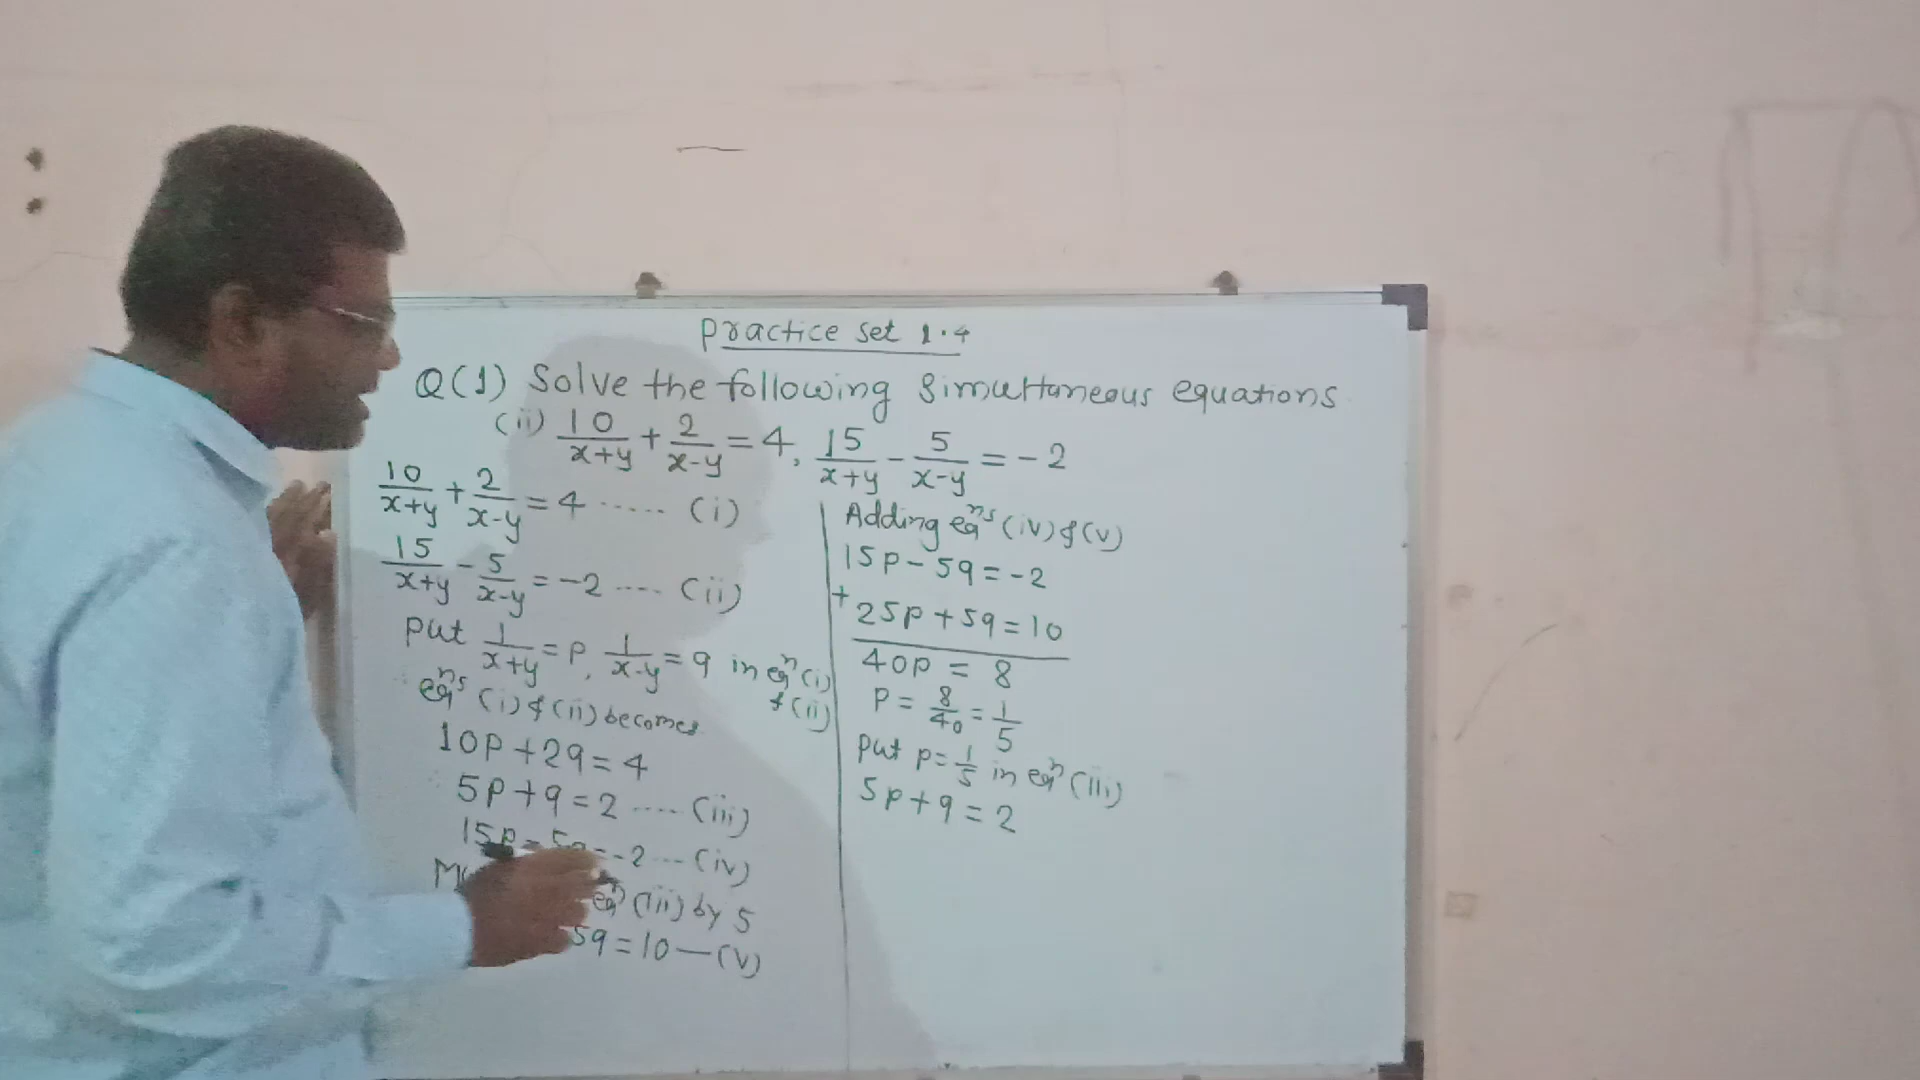 Practice Set 1.4
Q(1) Solve the following simultaneous equations
(ii) 10/x+y + 2/x-y = 4, 15/x+y - 5/x-y = -2
10/x+y + 2/x-y = 4 ..... (i)
15/x+y - 5/x-y = -2 .... (ii)
Put 1/x+y = p, 1/x-y = q in eqⁿ (i)
& (ii)
eqⁿˢ (i) & (ii) becomes
10p + 2q = 4
5p + q = 2 .... (iii)
15p - 5q = -2 ... (iv)
eqⁿ (iii) by 5
5q = 10 — (v)
Adding eqⁿˢ (iv) & (v)
15p - 5q = -2
+ 25p + 5q = 10
40p = 8
p = 8/40 = 1/5
Put p = 1/5 in eqⁿ (iii)
5p + q = 2